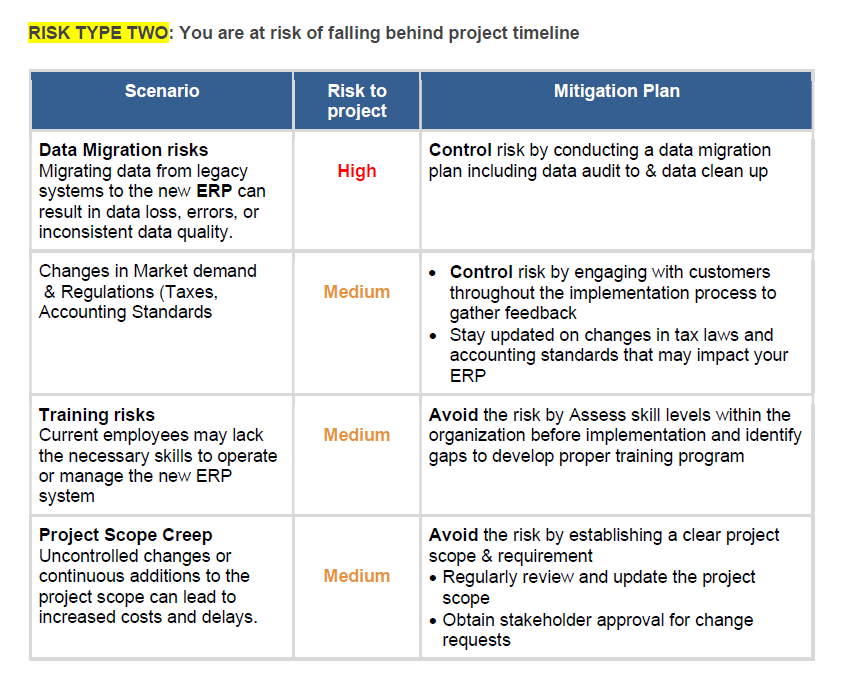 RISK TYPE TWO: You are at risk of falling behind project timeline
Scenario
Risk to
project
Mitigation Plan
Data Migration risks
Migrating data from legacy
systems to the new ERP can
result in data loss, errors, or
inconsistent data quality.
High
Control risk by conducting a data migration
plan including data audit to & data clean up
Changes in Market demand
& Regulations (Taxes,
Accounting Standards
Medium
• Control risk by engaging with customers
throughout the implementation process to
gather feedback
• Stay updated on changes in tax laws and
accounting standards that may impact your
ERP
Training risks
Current employees may lack
the necessary skills to operate
or manage the new ERP
system
Medium
Avoid the risk by Assess skill levels within the
organization before implementation and identify
gaps to develop proper training program
Project Scope Creep
Uncontrolled changes or
continuous additions to the
project scope can lead to
increased costs and delays.
Medium
Avoid the risk by establishing a clear project
scope & requirement
• Regularly review and update the project
scope
• Obtain stakeholder approval for change
requests